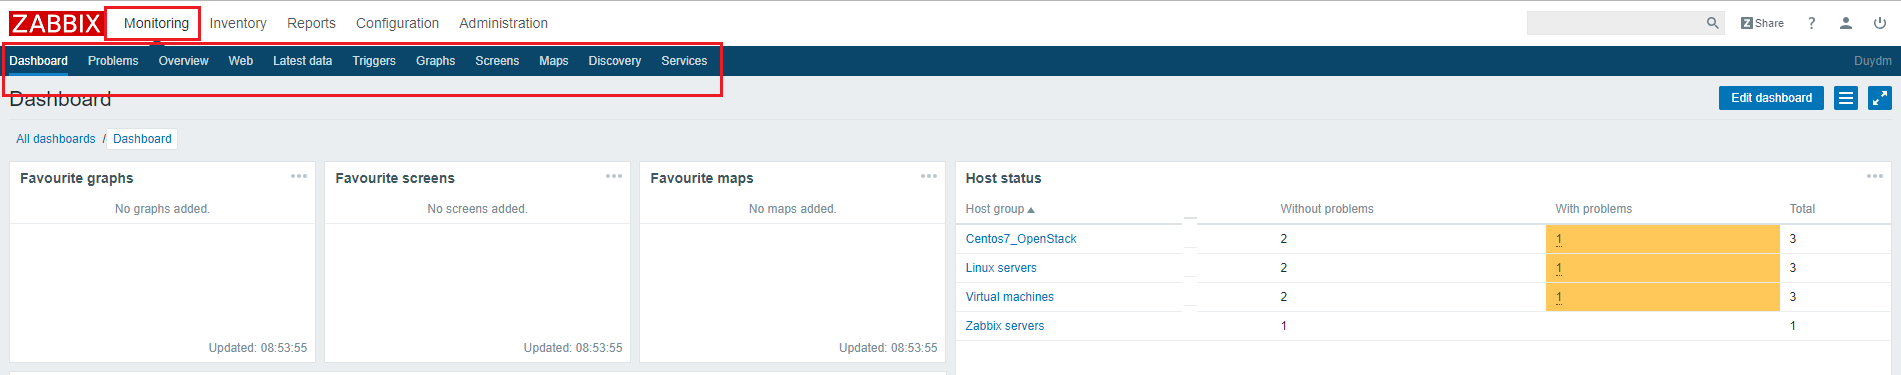 ZABBIX Monitoring Inventory Reports Configuration Administration Z Share ?
Dashboard Problems Overview Web Latest data Triggers Graphs Screens Maps Discovery Services Duydm
Dashboard Edit dashboard
All dashboards / Dashboard
Favourite graphs
No graphs added.
Updated: 08:53:55
Favourite screens
No screens added.
Updated: 08:53:55
Favourite maps
No maps added.
Updated: 08:53:55
Host status
Host group Without problems With problems Total
Centos7_OpenStack 2 1 3
Linux servers 2 1 3
Virtual machines 2 1 3
Zabbix servers 1 1